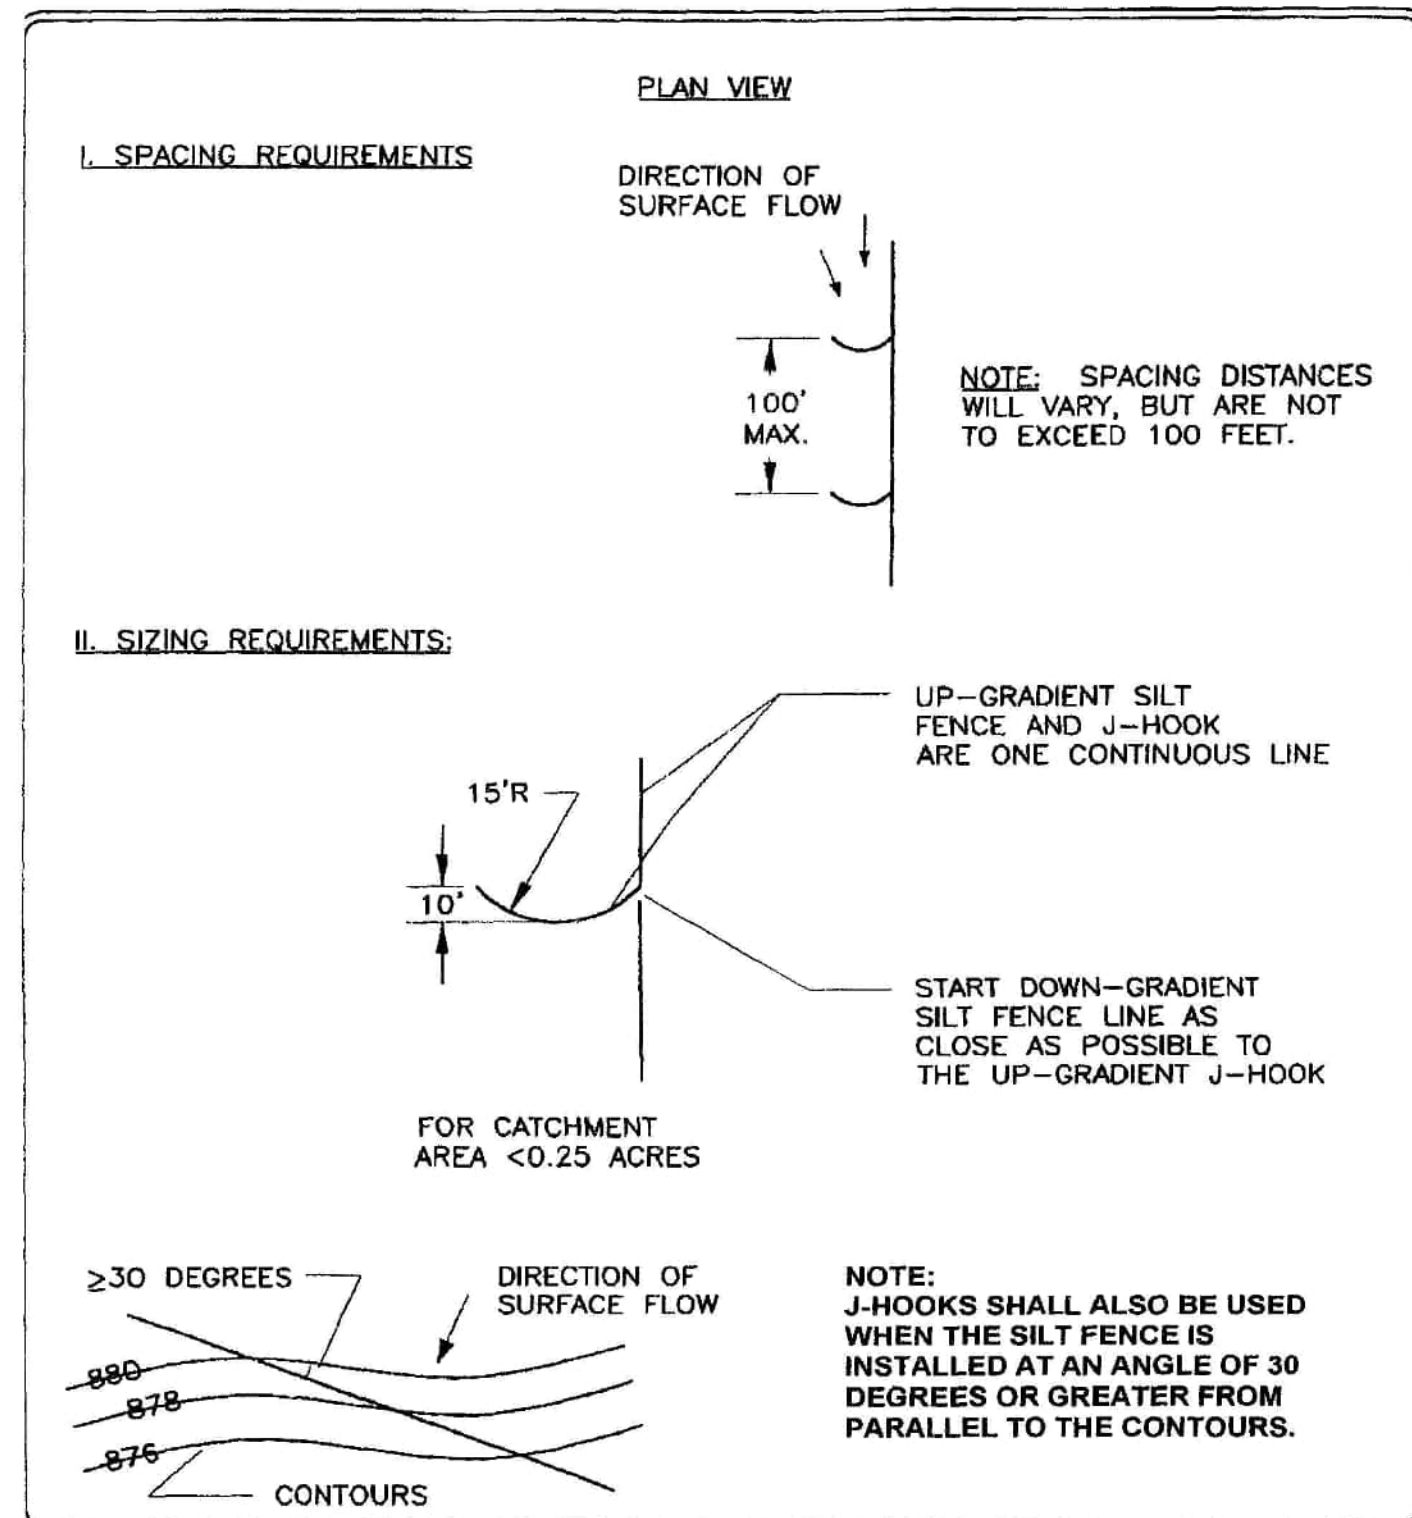 PLAN VIEW
I. SPACING REQUIREMENTS
DIRECTION OF
SURFACE FLOW
100'
MAX.
NOTE: SPACING DISTANCES
WILL VARY, BUT ARE NOT
TO EXCEED 100 FEET.
II. SIZING REQUIREMENTS:
UP-GRADIENT SILT
FENCE AND J-HOOK
ARE ONE CONTINUOUS LINE
15'R
10'
START DOWN-GRADIENT
SILT FENCE LINE AS
CLOSE AS POSSIBLE TO
THE UP-GRADIENT J-HOOK
FOR CATCHMENT
AREA <0.25 ACRES
≥30 DEGREES
DIRECTION OF
SURFACE FLOW
880
878
876
CONTOURS
NOTE:
J-HOOKS SHALL ALSO BE USED
WHEN THE SILT FENCE IS
INSTALLED AT AN ANGLE OF 30
DEGREES OR GREATER FROM
PARALLEL TO THE CONTOURS.